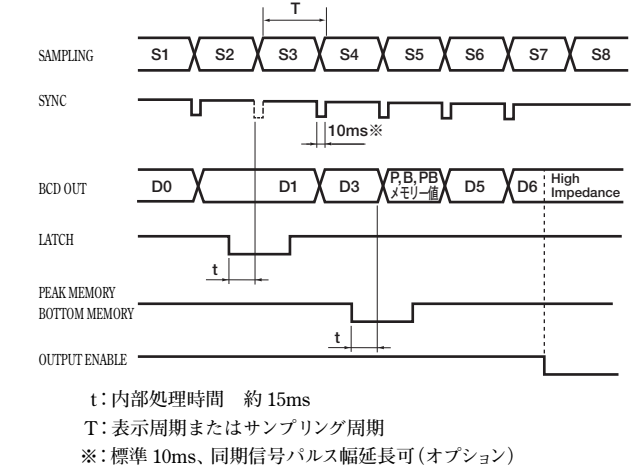 T
SAMPLING S1 S2 S3 S4 S5 S6 S7 S8
SYNC
10ms※
BCD OUT D0 D1 D3 P,B,PB メモリー値 D5 D6 High Impedance
LATCH
t
PEAK MEMORY
BOTTOM MEMORY
t
OUTPUT ENABLE
t：内部処理時間　約 15ms
T：表示周期またはサンプリング周期
※：標準 10ms、同期信号パルス幅延長可（オプション）